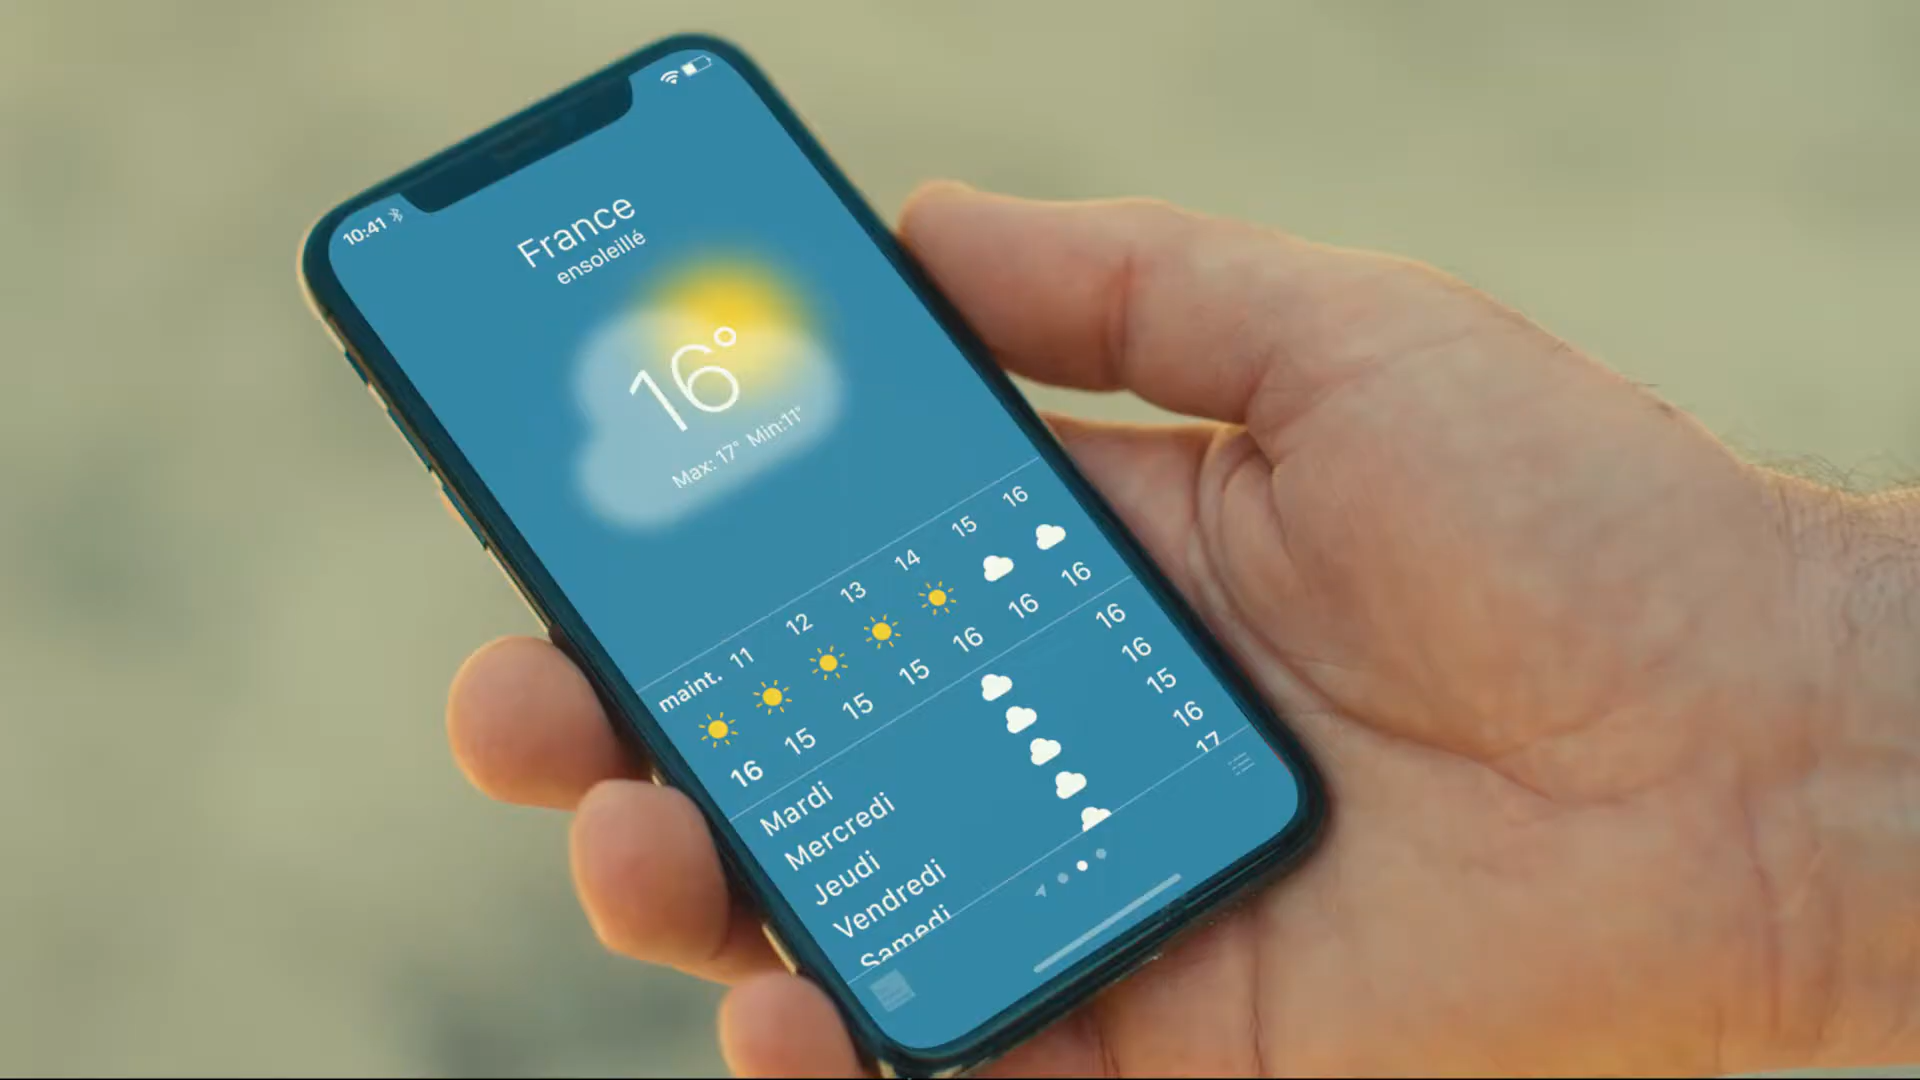 10:41
France
ensoleillé
16°
Max: 17° Min:11°
maint. 11 12 13 14 15 16
16 15 15 15 16 16 16
Mardi 16
Mercredi 16
Jeudi 15
Vendredi 16
Samedi 17